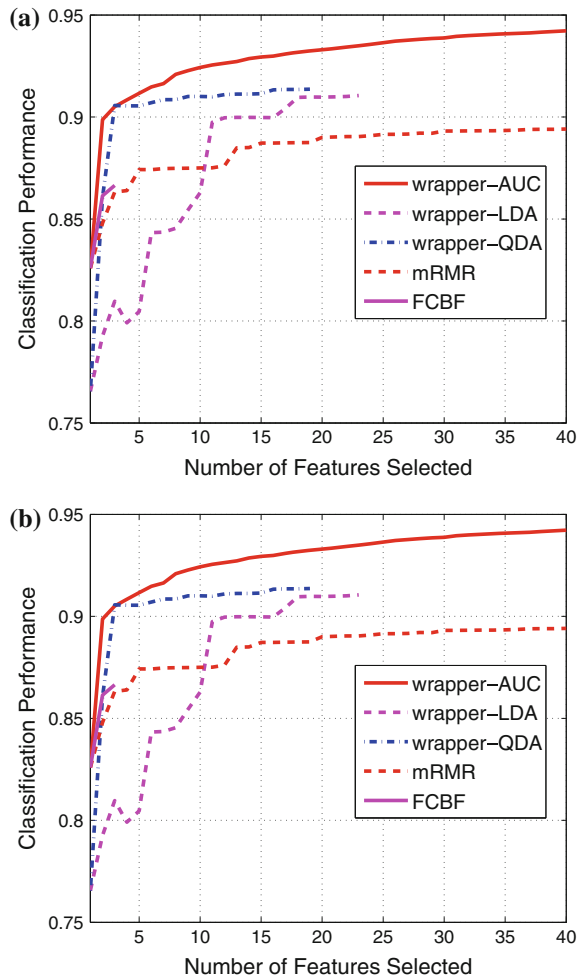 (a)
0.95
0.9
0.85
0.8
0.75
Classification Performance
wrapper–AUC
wrapper–LDA
wrapper–QDA
mRMR
FCBF
5 10 15 20 25 30 35 40
Number of Features Selected
(b)
0.95
0.9
0.85
0.8
0.75
Classification Performance
wrapper–AUC
wrapper–LDA
wrapper–QDA
mRMR
FCBF
5 10 15 20 25 30 35 40
Number of Features Selected